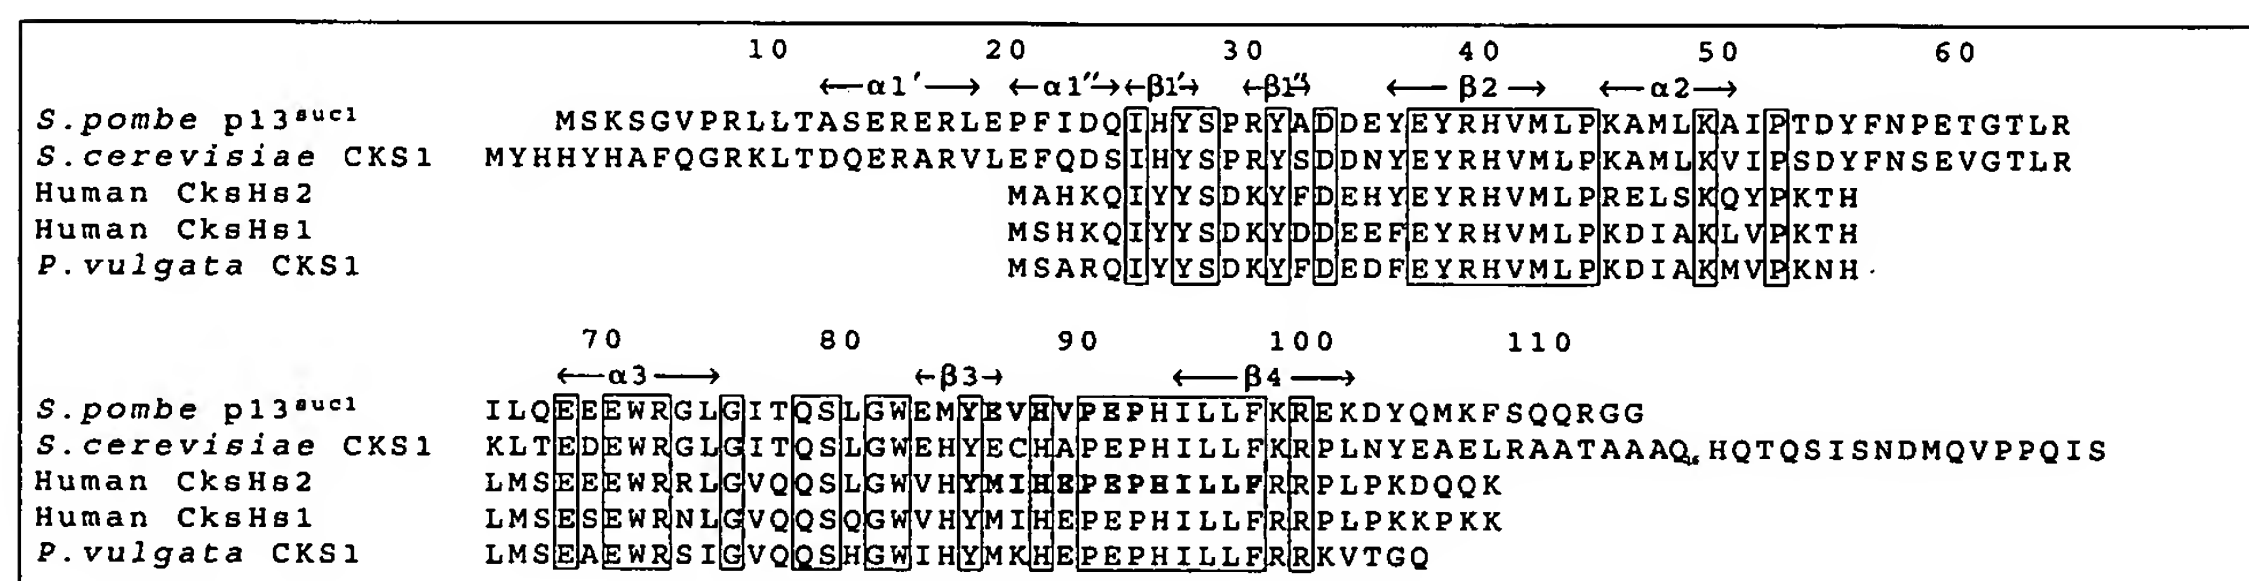 10 20 30 40 50 60
←α1′→ ←α1″→ ←β1′→ ←β1″→ ←β2→ ←α2→
S.pombe p13suc1 MSKSGVPRLLTASERERLEPFIDQIHYSPRYADDEYEYRHVMLPKAMLKAIPTDYFNPETGTLR
S.cerevisiae CKS1 MYHHYHAFQGRKLTDQERARVLEFQDSIHYSPRYSDDNYEYRHVMLPKAMLKVIPSDYFNSEVGTLR
Human CksHs2 MAHKQIYYSDKYFDEHYEYRHVMLPRELSKQYPKTH
Human CksHs1 MSHKQIYYSDKYDDEEFEYRHVMLPKDIAKLVPKTH
P.vulgata CKS1 MSARQIYYSDKYFDEDFEYRHVMLPKDIAKMVPKNH
70 80 90 100 110
←α3→ ←β3→ ←β4→
S.pombe p13suc1 ILQEEEWRGLGITQSLGWEMYEVHVPEPHILLFKREKDYQMKFSQQRGG
S.cerevisiae CKS1 KLTEDEWRGLGITQSLGWEHYECHAPEPHILLFKRPLNYEAELRAATAAAQHQTQSISNDMQVPPQIS
Human CksHs2 LMSEEEWRRLGVQQSLGWVHYMIHEPEPHILLFRRPLPKDQQK
Human CksHs1 LMSESEWRNLGVQQSQGWVHYMIHEPEPHILLFRRPLPKKPKK
P.vulgata CKS1 LMSEAEWRSIGVQQSHGWIHYMKHEPEPHILLFRRKVTGQ